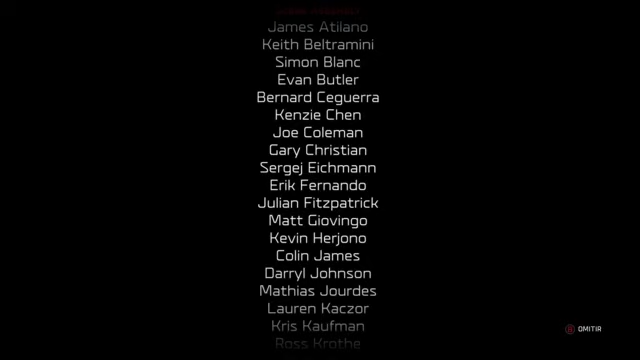 James Atilano
Keith Beltramini
Simon Blanc
Evan Butler
Bernard Ceguerra
Kenzie Chen
Joe Coleman
Gary Christian
Sergej Eichmann
Erik Fernando
Julian Fitzpatrick
Matt Giovingo
Kevin Herjono
Colin James
Darryl Johnson
Mathias Jourdes
Lauren Kaczor
Kris Kaufman
Ross Krothe
B OMITIR